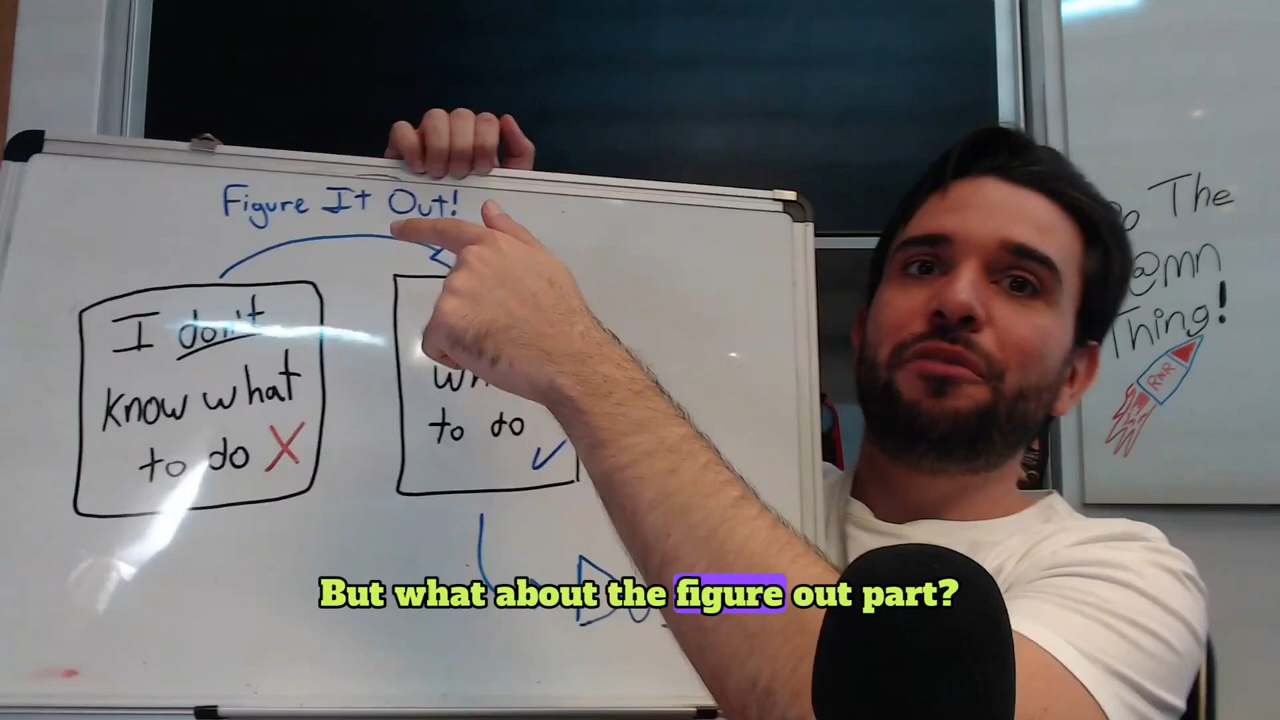 Figure It Out!
I don't
know what
to do X
to do
Do The
D@mn
Thing!
RNR
But what about the figure out part?